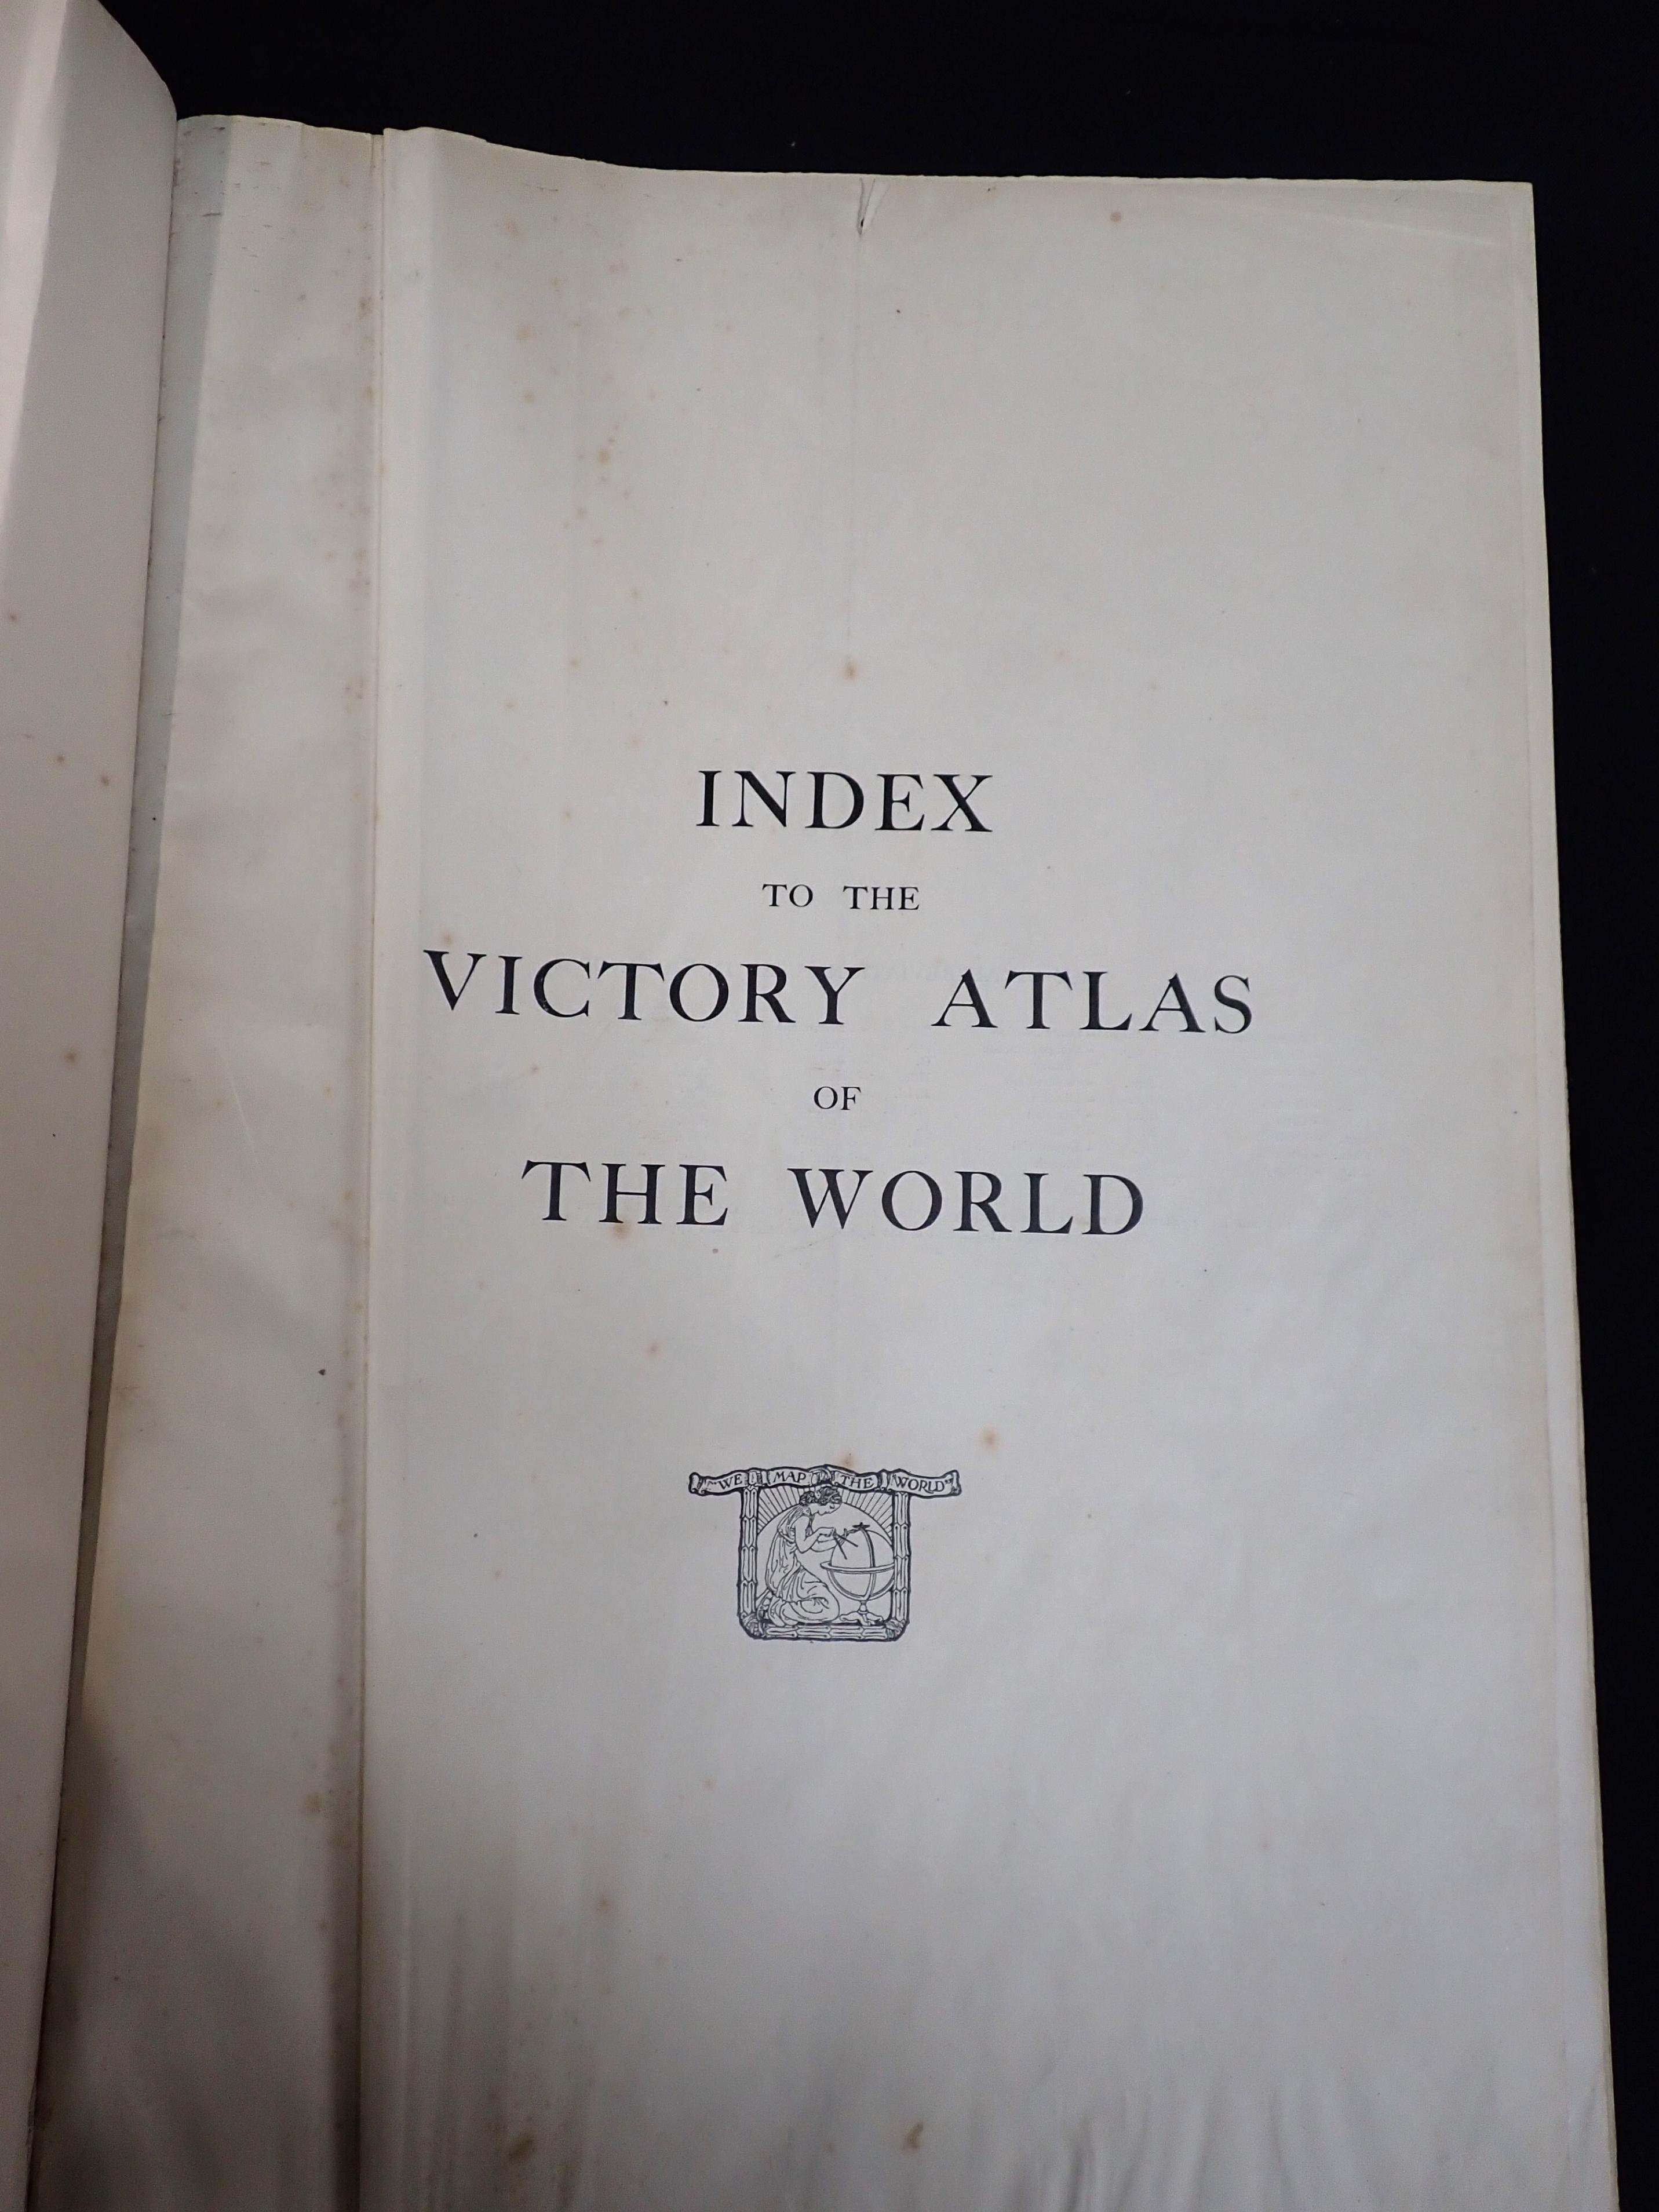 INDEX
TO THE
VICTORY ATLAS
OF
THE WORLD
"WE MAP THE WORLD"